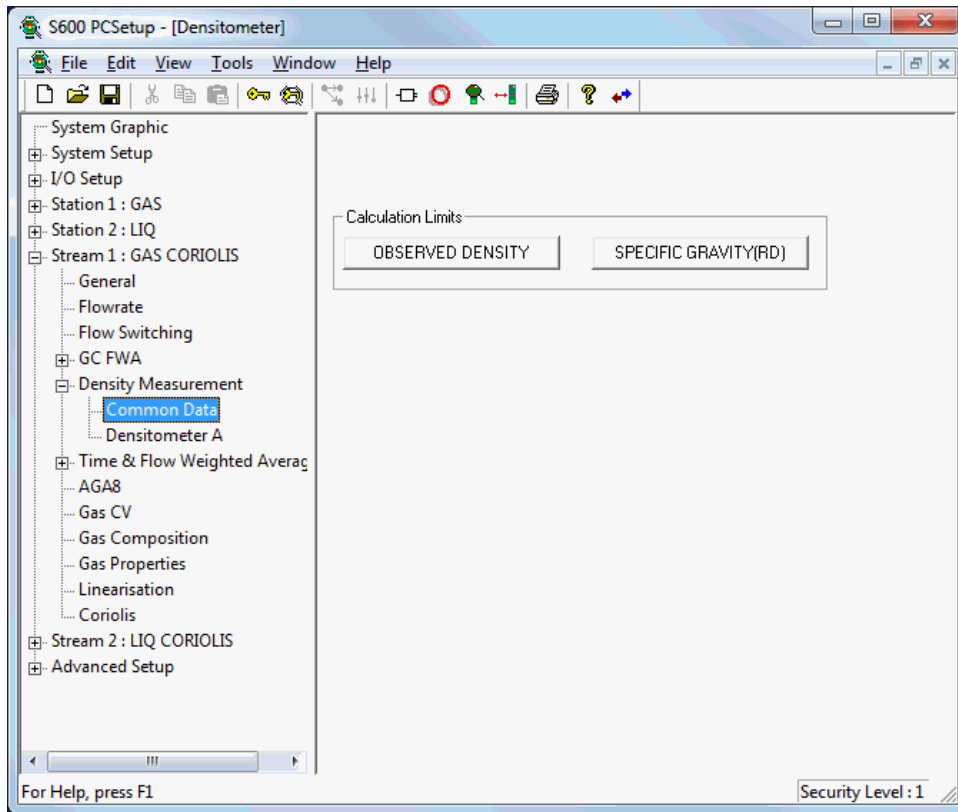 S600 PCSetup - [Densitometer]
File Edit View Tools Window Help
System Graphic
System Setup
I/O Setup
Station 1 : GAS
Station 2 : LIQ
Stream 1 : GAS CORIOLIS
General
Flowrate
Flow Switching
GC FWA
Density Measurement
Common Data
Densitometer A
Time & Flow Weighted Averag
AGA8
Gas CV
Gas Composition
Gas Properties
Linearisation
Coriolis
Stream 2 : LIQ CORIOLIS
Advanced Setup
Calculation Limits
OBSERVED DENSITY SPECIFIC GRAVITY(RD)
For Help, press F1 Security Level : 1